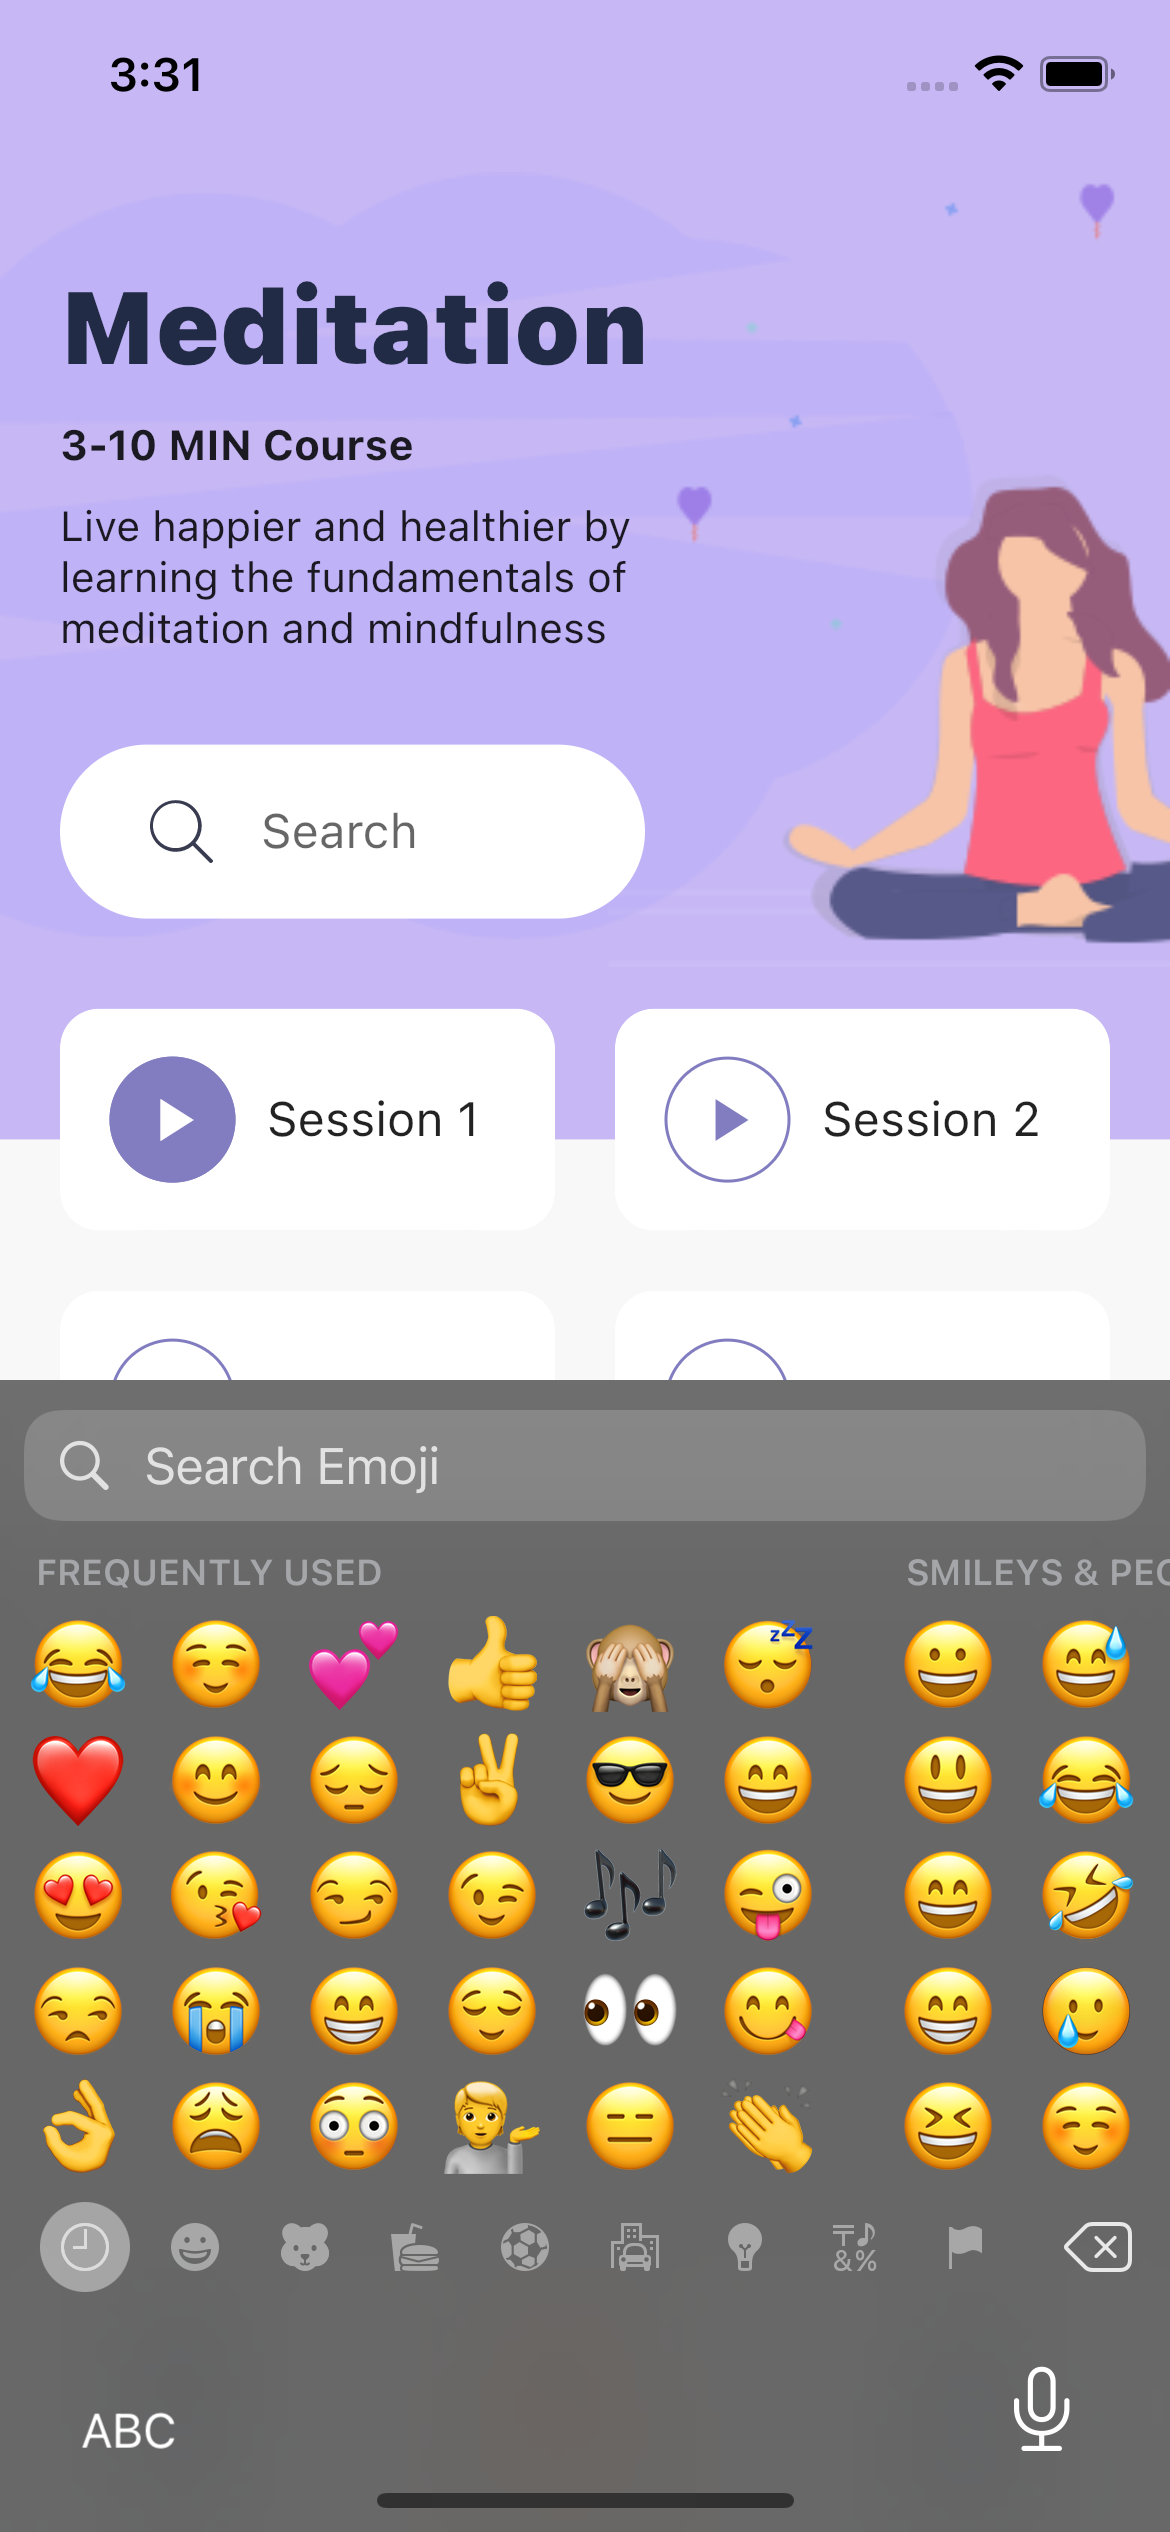 3:31
Meditation
3-10 MIN Course
Live happier and healthier by
learning the fundamentals of
meditation and mindfulness
Search
Session 1
Session 2
Search Emoji
FREQUENTLY USED
SMILEYS &
ABC